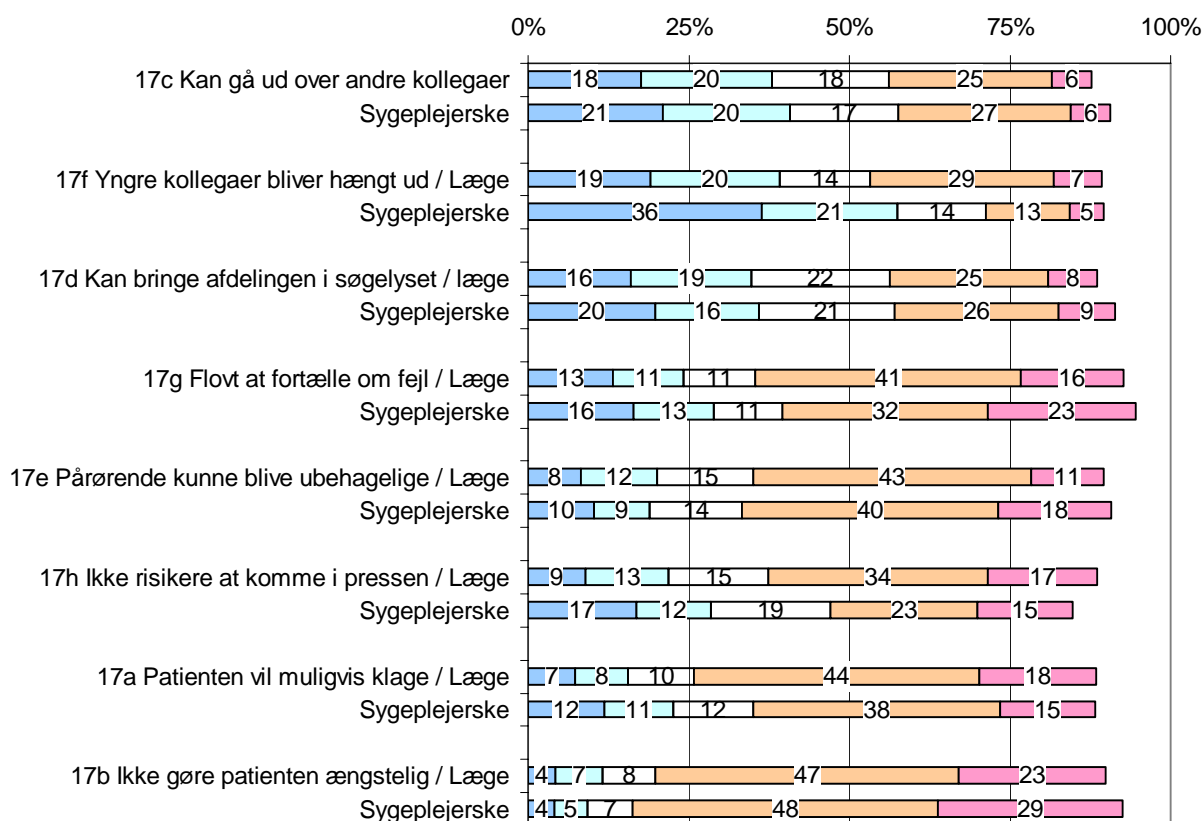 0% 25% 50% 75% 100%
17c Kan gå ud over andre kollegaer 18 20 18 25 6
Sygeplejerske 21 20 17 27 6
17f Yngre kollegaer bliver hængt ud / Læge 19 20 14 29 7
Sygeplejerske 36 21 14 13 5
17d Kan bringe afdelingen i søgelyset / læge 16 19 22 25 8
Sygeplejerske 20 16 21 26 9
17g Flovt at fortælle om fejl / Læge 13 11 11 41 16
Sygeplejerske 16 13 11 32 23
17e Pårørende kunne blive ubehagelige / Læge 8 12 15 43 11
Sygeplejerske 10 9 14 40 18
17h Ikke risikere at komme i pressen / Læge 9 13 15 34 17
Sygeplejerske 17 12 19 23 15
17a Patienten vil muligvis klage / Læge 7 8 10 44 18
Sygeplejerske 12 11 12 38 15
17b Ikke gøre patienten ængstelig / Læge 4 7 8 47 23
Sygeplejerske 4 5 7 48 29